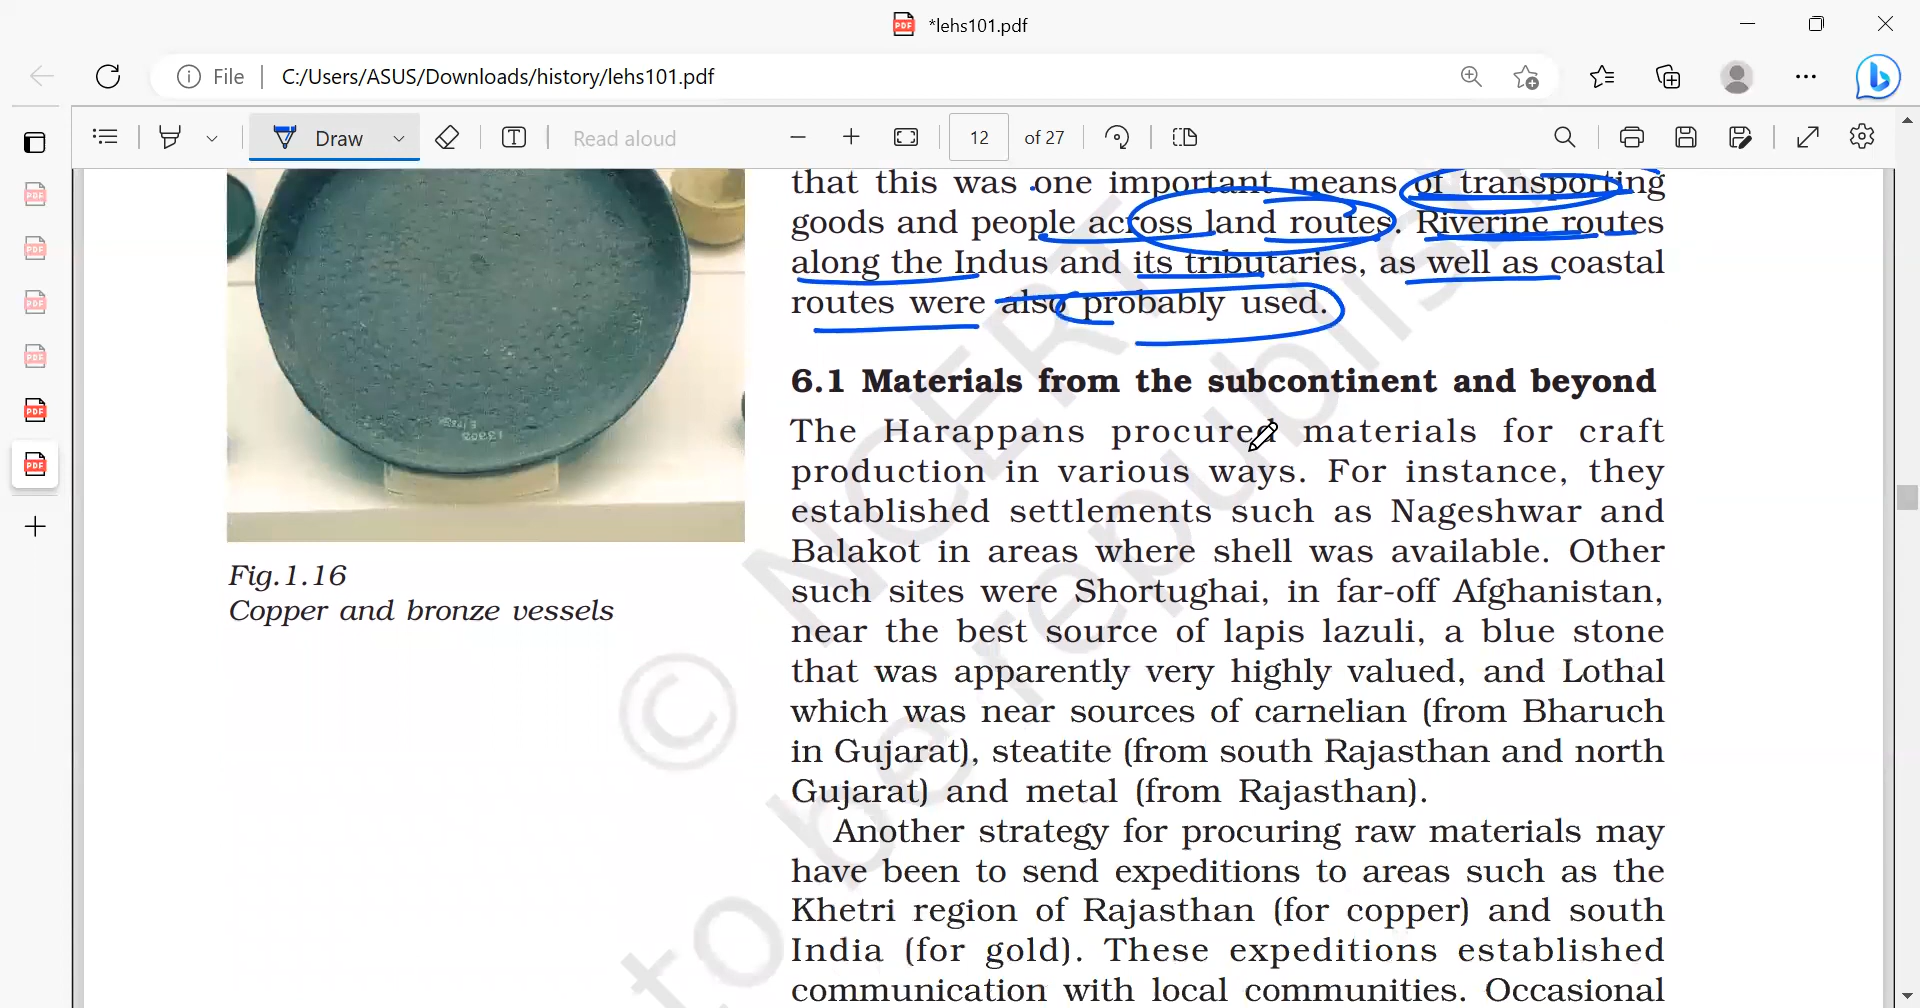 *lehs101.pdf
File
C:/Users/ASUS/Downloads/history/lehs101.pdf
Draw
Read aloud
12
of 27
that this was one important means of transporting
goods and people across land routes. Riverine routes
along the Indus and its tributaries, as well as coastal
routes were also probably used.
6.1 Materials from the subcontinent and beyond
The Harappans procured materials for craft
production in various ways. For instance, they
established settlements such as Nageshwar and
Balakot in areas where shell was available. Other
such sites were Shortughai, in far-off Afghanistan,
near the best source of lapis lazuli, a blue stone
that was apparently very highly valued, and Lothal
which was near sources of carnelian (from Bharuch
in Gujarat), steatite (from south Rajasthan and north
Gujarat) and metal (from Rajasthan).
Another strategy for procuring raw materials may
have been to send expeditions to areas such as the
Khetri region of Rajasthan (for copper) and south
India (for gold). These expeditions established
communication with local communities. Occasional
Fig.1.16
Copper and bronze vessels
© NCERT
to be republis